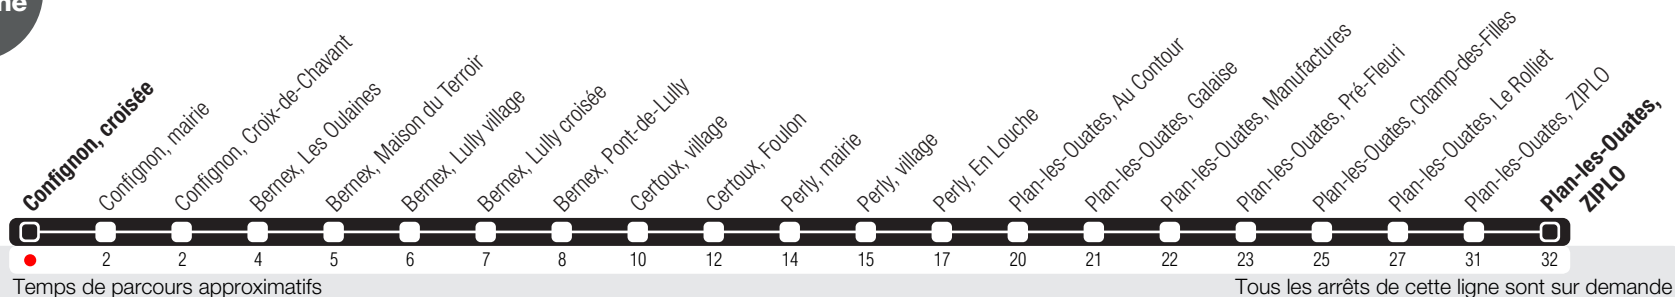 Confignon, croisée
Confignon, mairie
Confignon, Croix-de-Chavant
Bernex, Les Oulaines
Bernex, Maison du Terroir
Bernex, Lully village
Bernex, Lully croisée
Bernex, Pont-de-Lully
Certoux, village
Certoux, Foulon
Perly, mairie
Perly, village
Perly, En Louche
Plan-les-Ouates, Au Contour
Plan-les-Ouates, Galaise
Plan-les-Ouates, Manufactures
Plan-les-Ouates, Pré-Fleuri
Plan-les-Ouates, Champ-des-Filles
Plan-les-Ouates, Le Rolliet
Plan-les-Ouates, ZIPLO
Plan-les-Ouates,
ZIPLO
2 2 4 5 6 7 8 10 12 14 15 17 20 21 22 23 25 27 31 32
Temps de parcours approximatifs
Tous les arrêts de cette ligne sont sur demande